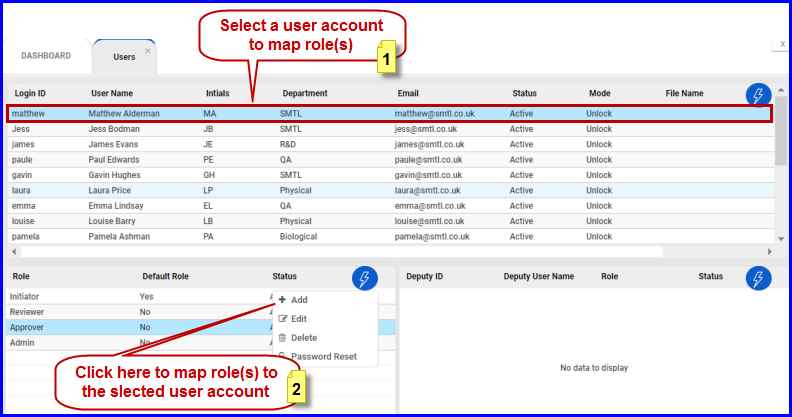 Select a user account
to map role(s)
1
DASHBOARD
Users
x
Login ID User Name Intials Department Email Status Mode File Name
matthew Matthew Alderman MA SMTL matthew@smtl.co.uk Active Unlock
Jess Jess Bodman JB SMTL jess@smtl.co.uk Active Unlock
james James Evans JE R&D james@smtl.co.uk Active Unlock
paule Paul Edwards PE QA paule@smtl.co.uk Active Unlock
gavin Gavin Hughes GH SMTL gavin@smtl.co.uk Active Unlock
laura Laura Price LP Physical laura@smtl.co.uk Active Unlock
emma Emma Lindsay EL QA emma@smtl.co.uk Active Unlock
louise Louise Barry LB Physical louise@smtl.co.uk Active Unlock
pamela Pamela Ashman PA Biological pamela@smtl.co.uk Active Unlock
Role Default Role Status
Initiator Yes A
Reviewer No A
Approver No A
Admin No A
Add
Edit
Delete
Password Reset
Deputy ID Deputy User Name Role Status
No data to display
Click here to map role(s) to
the slected user account
2